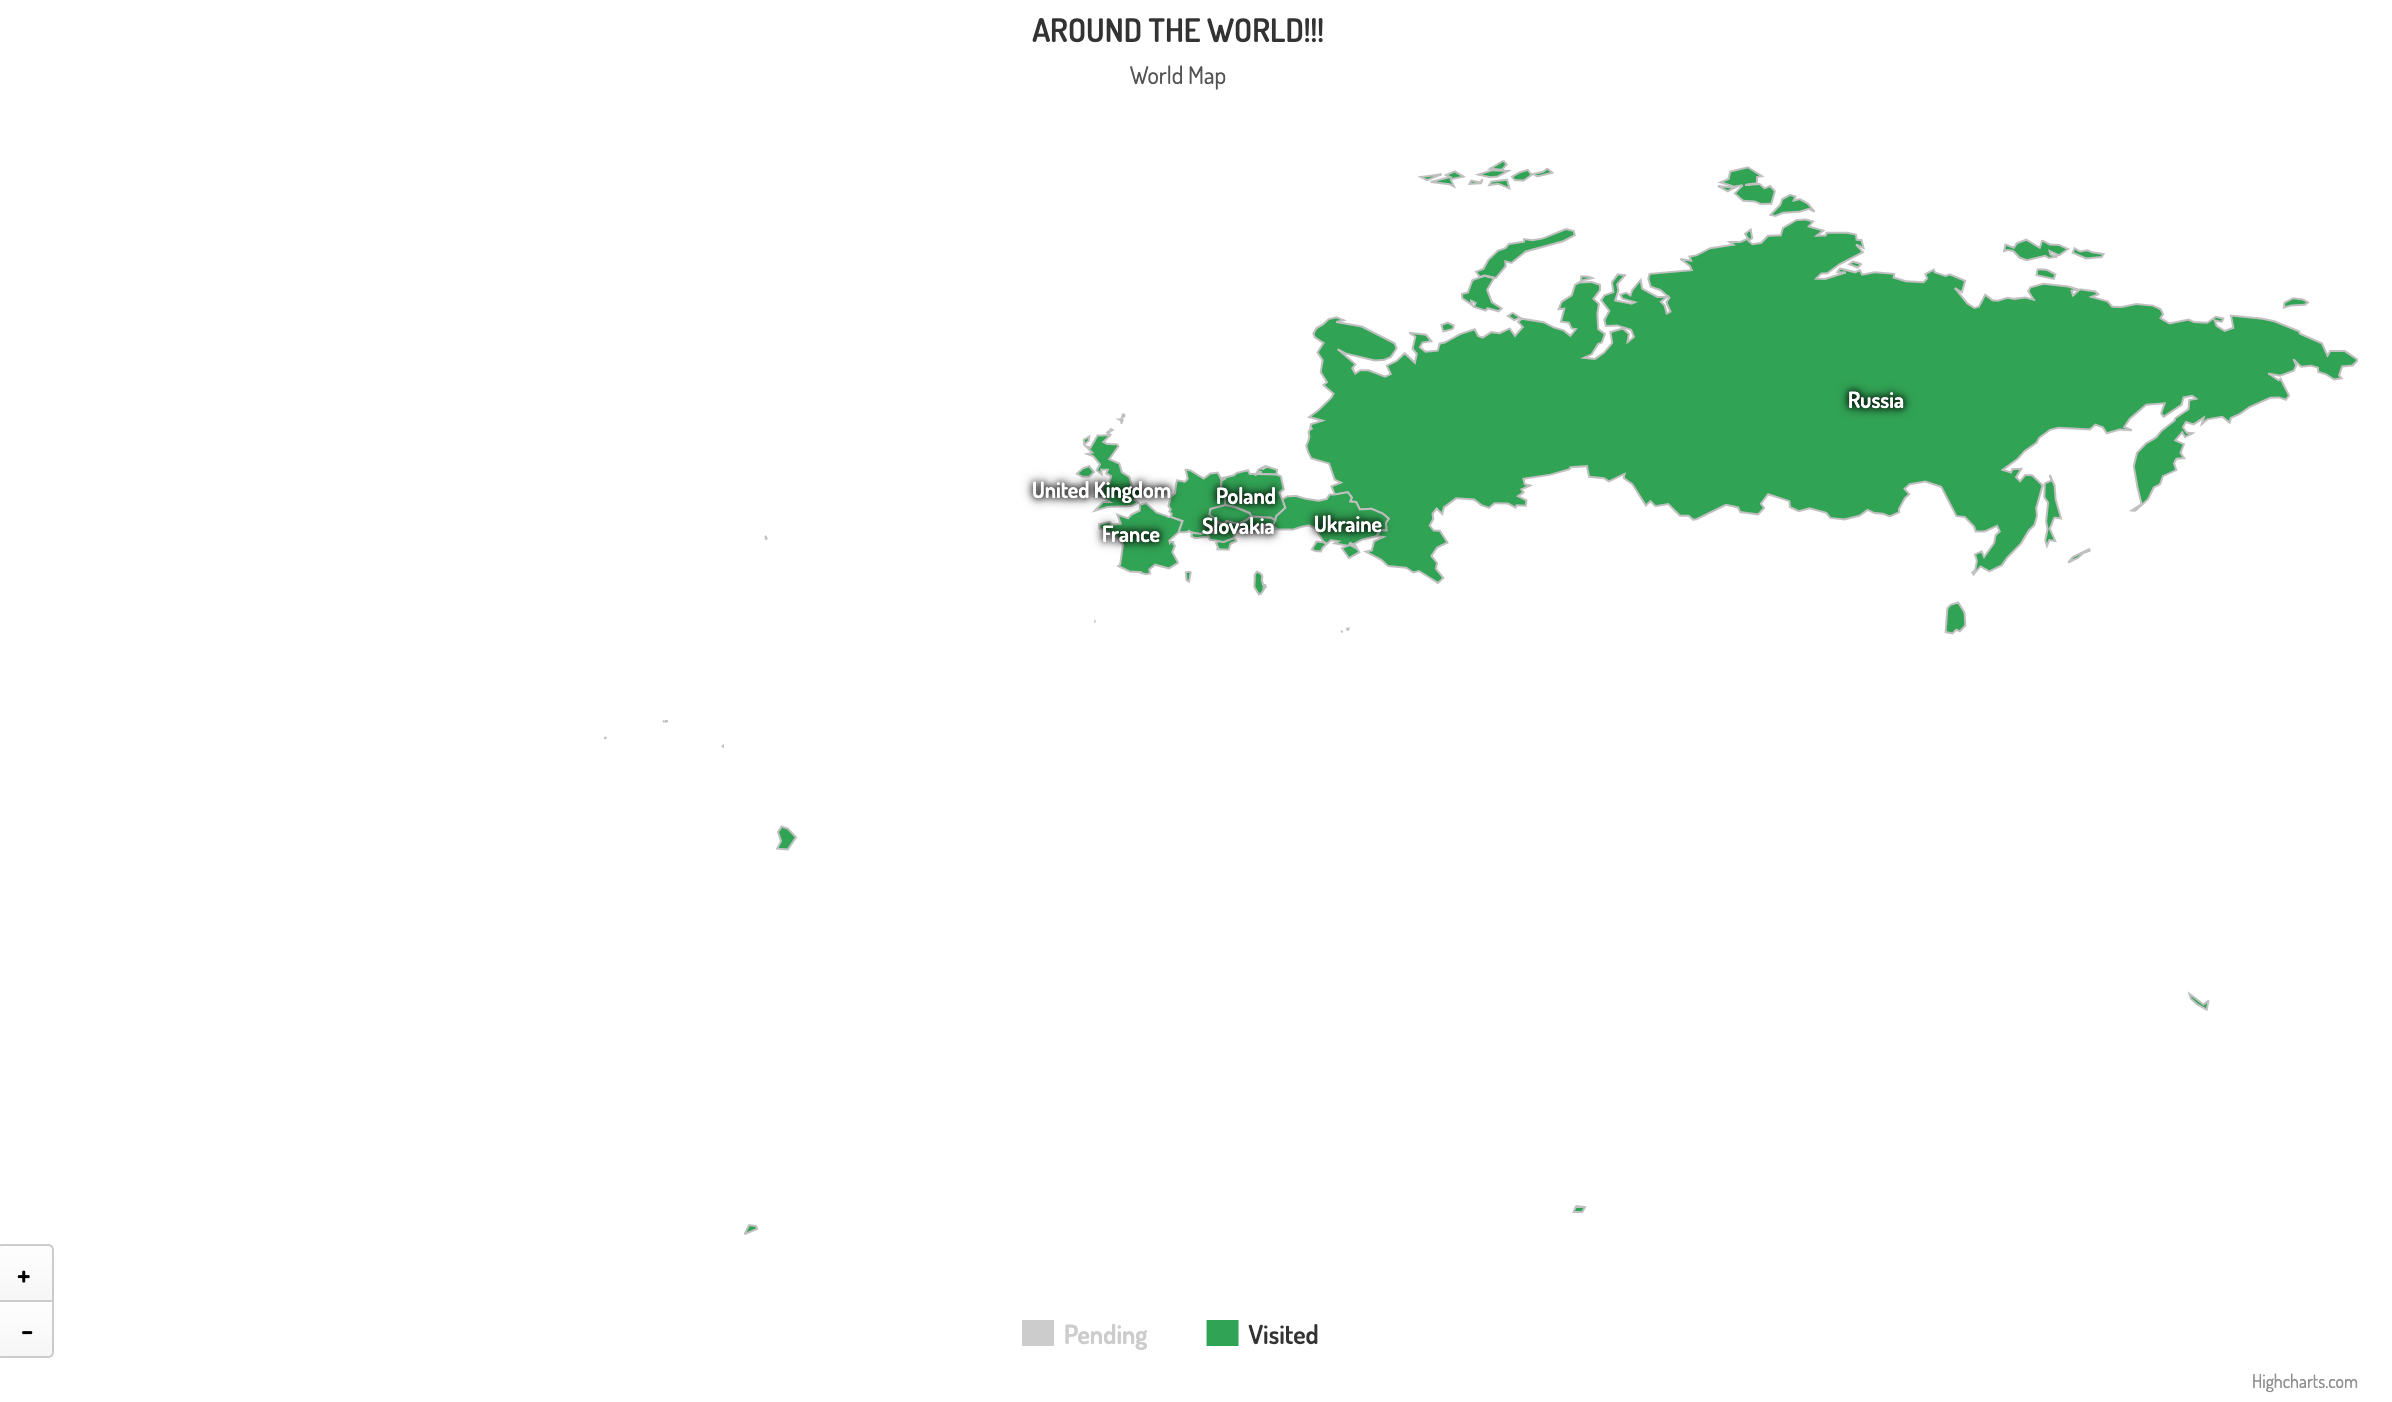 AROUND THE WORLD!!!
World Map
Russia
United Kingdom
Poland
Slovakia
Ukraine
France
+
-
Pending
Visited
Highcharts.com